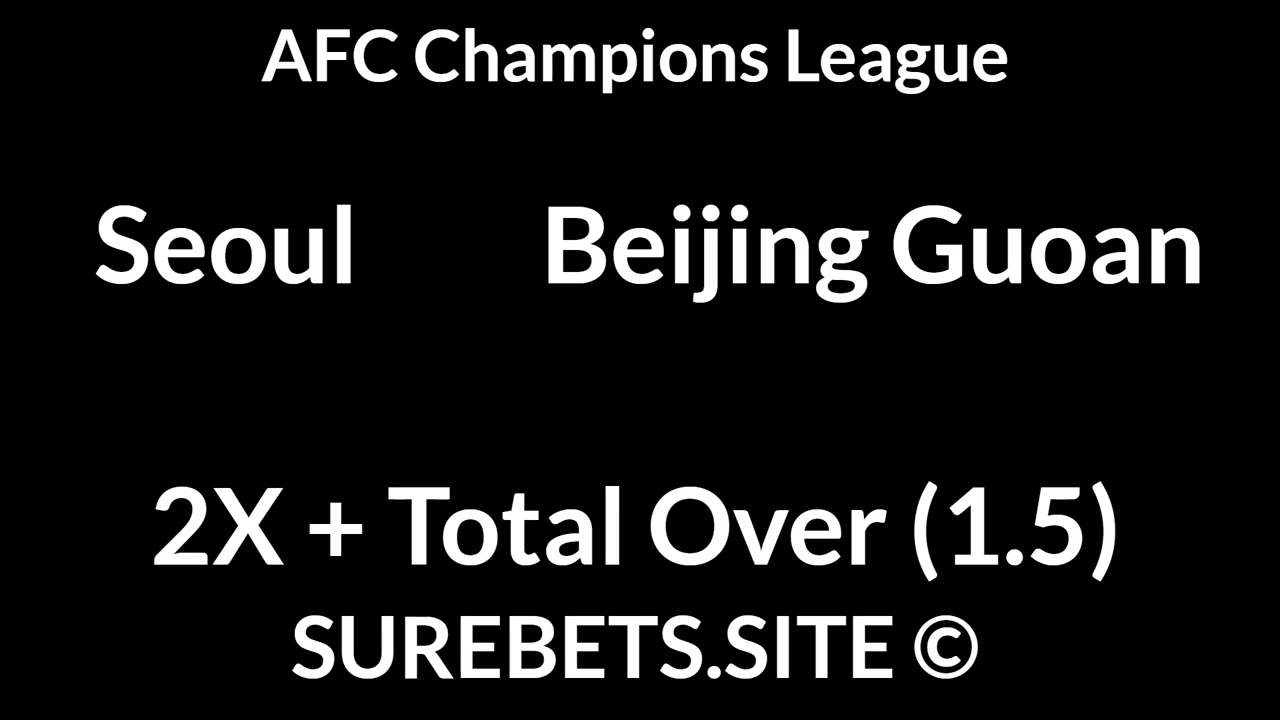 AFC Champions League
Seoul Beijing Guoan
2X + Total Over (1.5)
SUREBETS.SITE ©